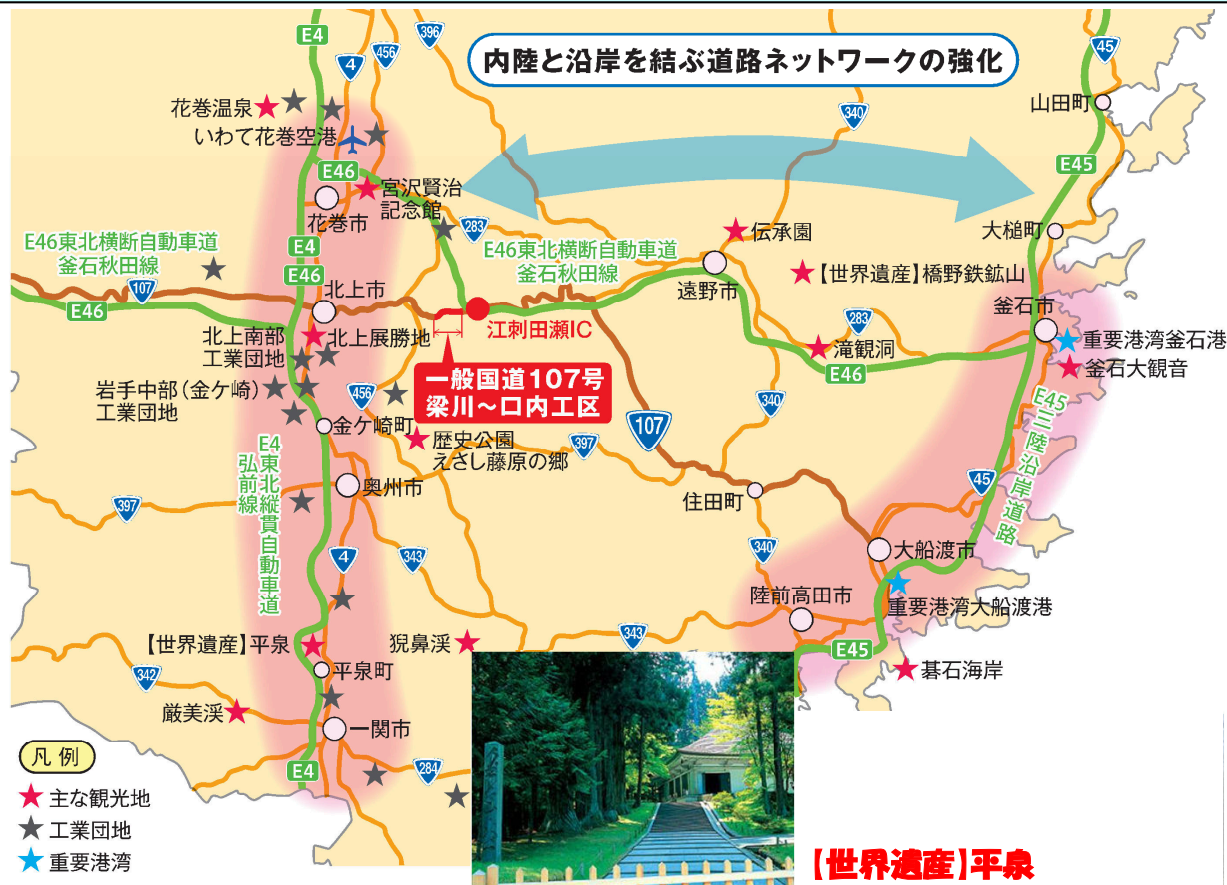 内陸と沿岸を結ぶ道路ネットワークの強化
E4
4
456
396
340
45
山田町
花巻温泉
いわて花巻空港
E46
宮沢賢治
記念館
花巻市
283
E45
大槌町
伝承園
E4
E46
E46東北横断自動車道
釜石秋田線
107
E46
E46東北横断自動車道
釜石秋田線
遠野市
【世界遺産】橋野鉄鉱山
北上市
江刺田瀬IC
釜石市
283
重要港湾釜石港
釜石大観音
北上展勝地
北上南部
工業団地
滝観洞
E46
岩手中部(金ケ崎)
工業団地
一般国道107号
梁川~口内工区
456
340
107
金ケ崎町
歴史公園
えさし藤原の郷
397
E45三陸沿岸道路
E4東北縦貫自動車道
弘前線
奥州市
397
住田町
45
4
343
340
大船渡市
重要港湾大船渡港
陸前高田市
【世界遺産】平泉
猊鼻渓
343
E45
碁石海岸
342
平泉町
厳美渓
一関市
E4
284
凡例
主な観光地
工業団地
重要港湾
【世界遺産】平泉